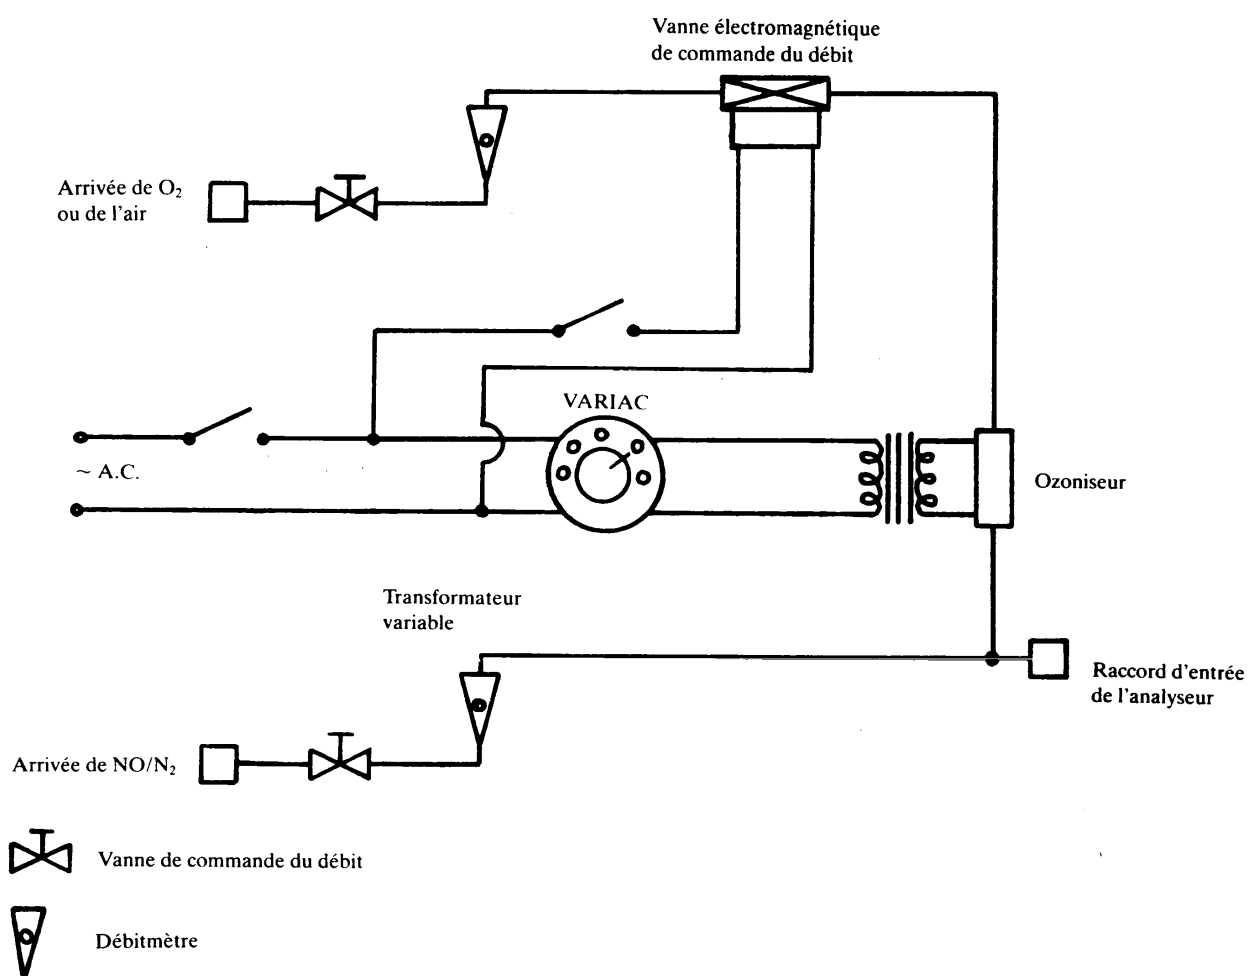 Vanne électromagnétique
de commande du débit
Arrivée de O₂
ou de l'air
VARIAC
~ A.C.
Ozoniseur
Transformateur
variable
Raccord d'entrée
de l'analyseur
Arrivée de NO/N₂
Vanne de commande du débit
Débitmètre